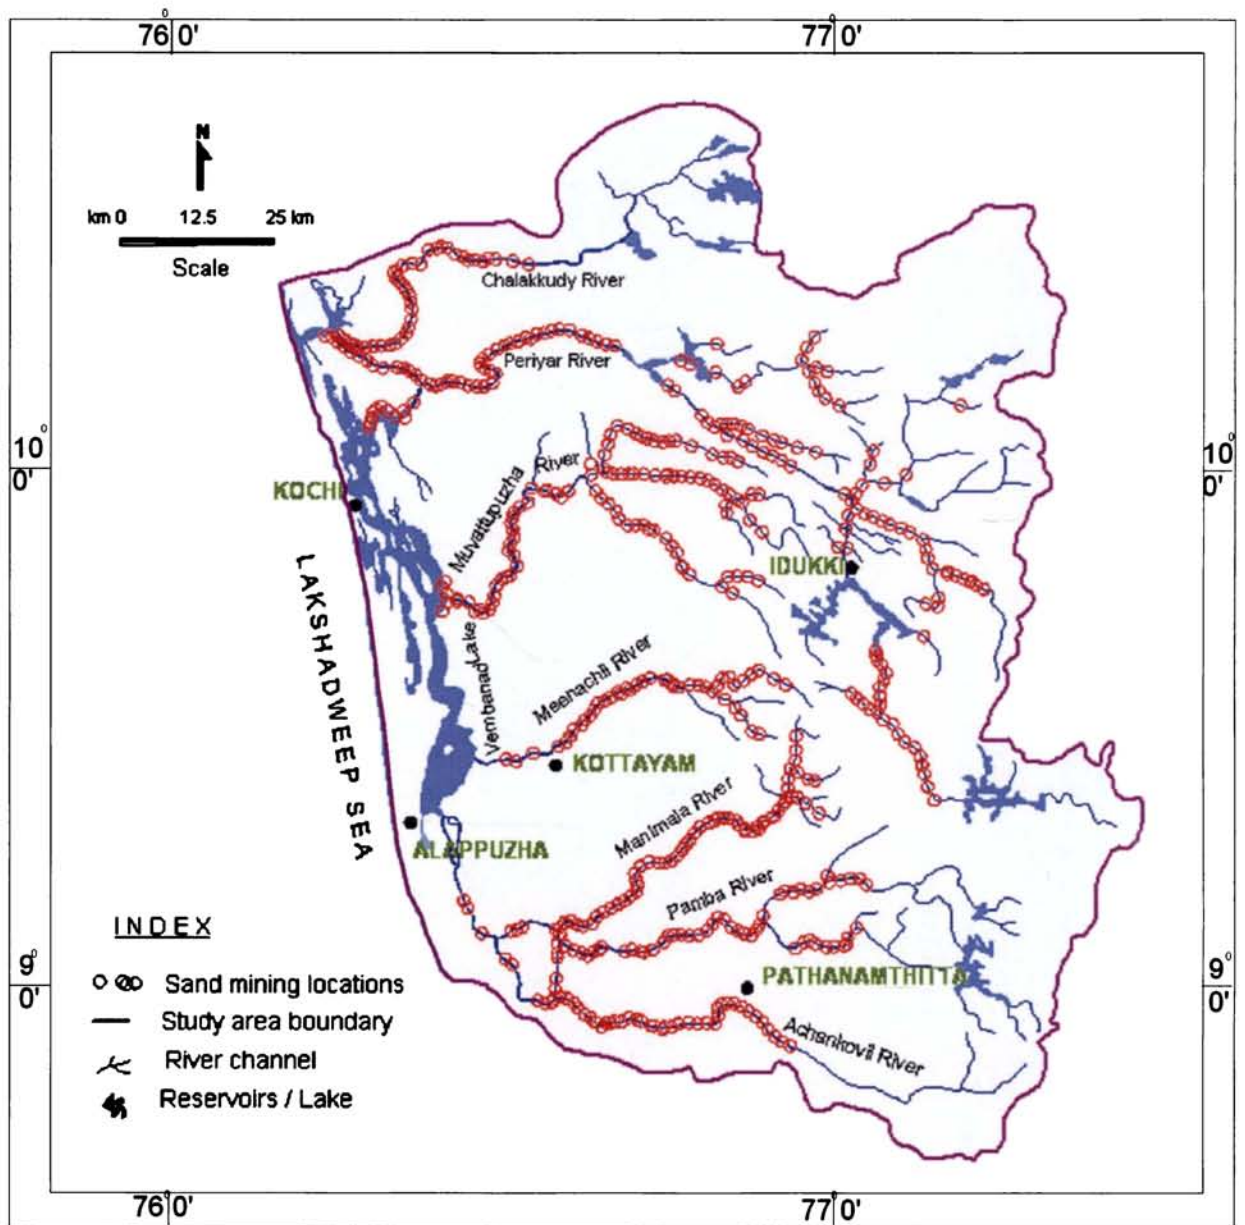 76°0' 77°0'
N
km 0 12.5 25 km
Scale
Chalakkudy River
Periyar River
10°
0'
10°
0'
Muvattupuzha River
KOCHI
IDUKKI
LAKSHADWEEP SEA
Vembanad Lake
Meenachil River
KOTTAYAM
Manimala River
ALAPPUZHA
Pamba River
INDEX
9°
0'
9°
0'
PATHANAMTHITTA
Sand mining locations
Study area boundary
Achankovil River
River channel
Reservoirs / Lake
76°0' 77°0'